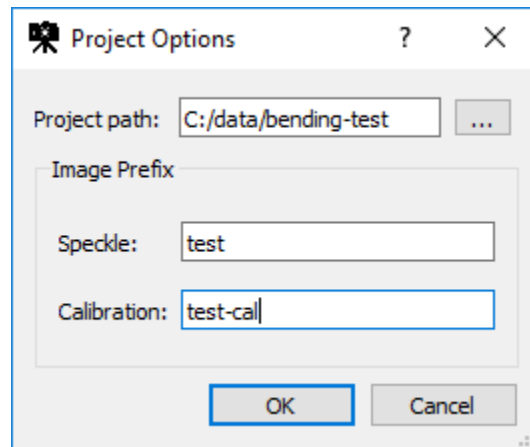 Project Options ? ×
Project path: C:/data/bending-test ...
Image Prefix
Speckle: test
Calibration: test-cal
OK Cancel